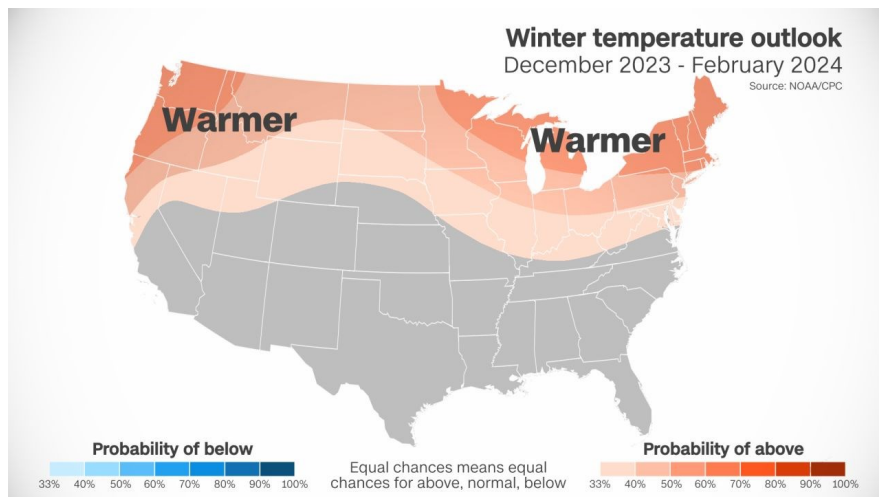 Winter temperature outlook
December 2023 - February 2024
Source: NOAA/CPC
Warmer
Warmer
Probability of below
33% 40% 50% 60% 70% 80% 90% 100%
Equal chances means equal
chances for above, normal, below
Probability of above
33% 40% 50% 60% 70% 80% 90% 100%